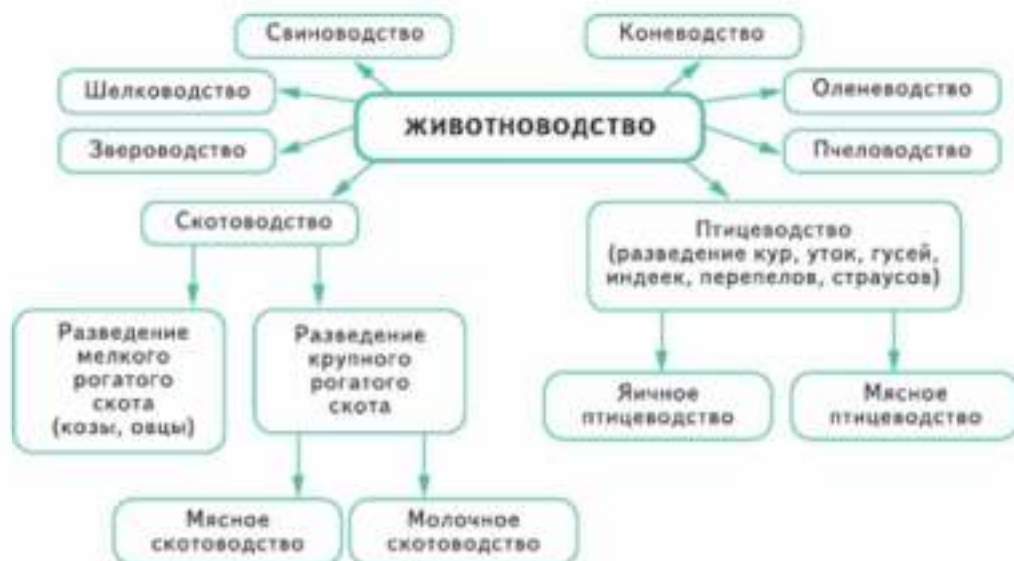 Свиноводство
Коневодство
Шелководство
Оленеводство
ЖИВОТНОВОДСТВО
Звероводство
Пчеловодство
Скотоводство
Птицеводство
(разведение кур, уток, гусей,
индеек, перепелов, страусов)
Разведение
мелкого
рогатого
скота
(козы, овцы)
Разведение
крупного
рогатого
скота
Яичное
птицеводство
Мясное
птицеводство
Мясное
скотоводство
Молочное
скотоводство